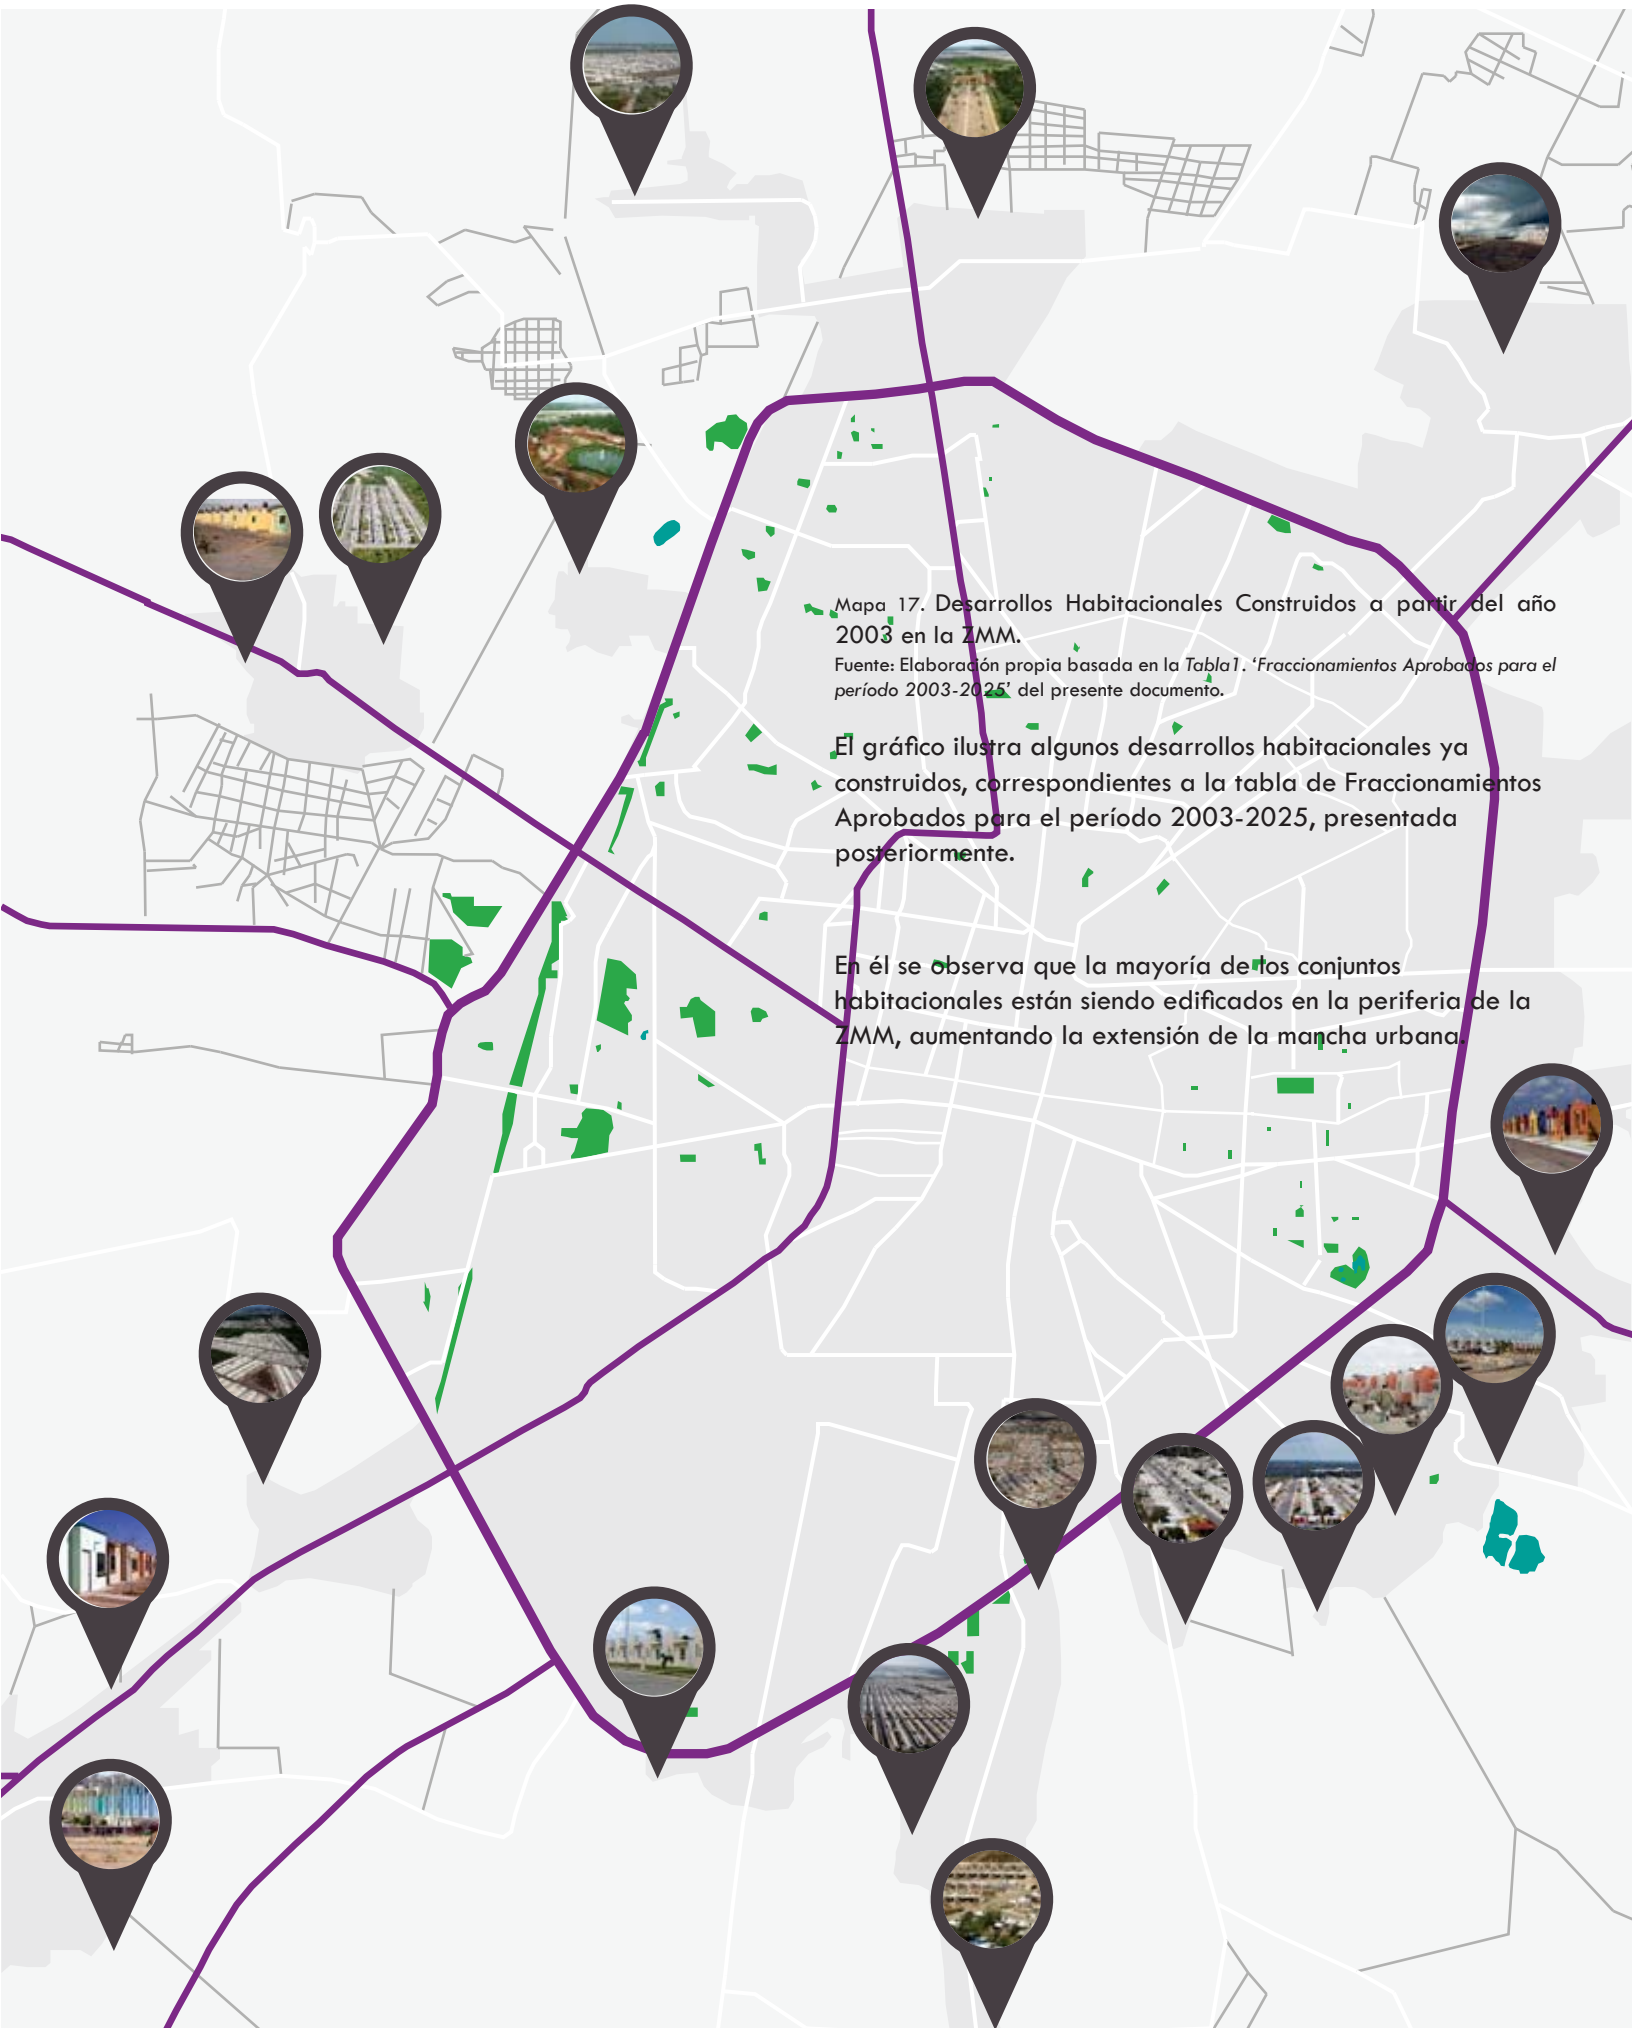 Mapa 17. Desarrollos Habitacionales Construidos a partir del año
2003 en la ZMM.
Fuente: Elaboración propia basada en la Tabla1. ‘Fraccionamientos Aprobados para el
período 2003-2025’ del presente documento.
El gráfico ilustra algunos desarrollos habitacionales ya
construidos, correspondientes a la tabla de Fraccionamientos
Aprobados para el período 2003-2025, presentada
posteriormente.
En él se observa que la mayoría de los conjuntos
habitacionales están siendo edificados en la periferia de la
ZMM, aumentando la extensión de la mancha urbana.